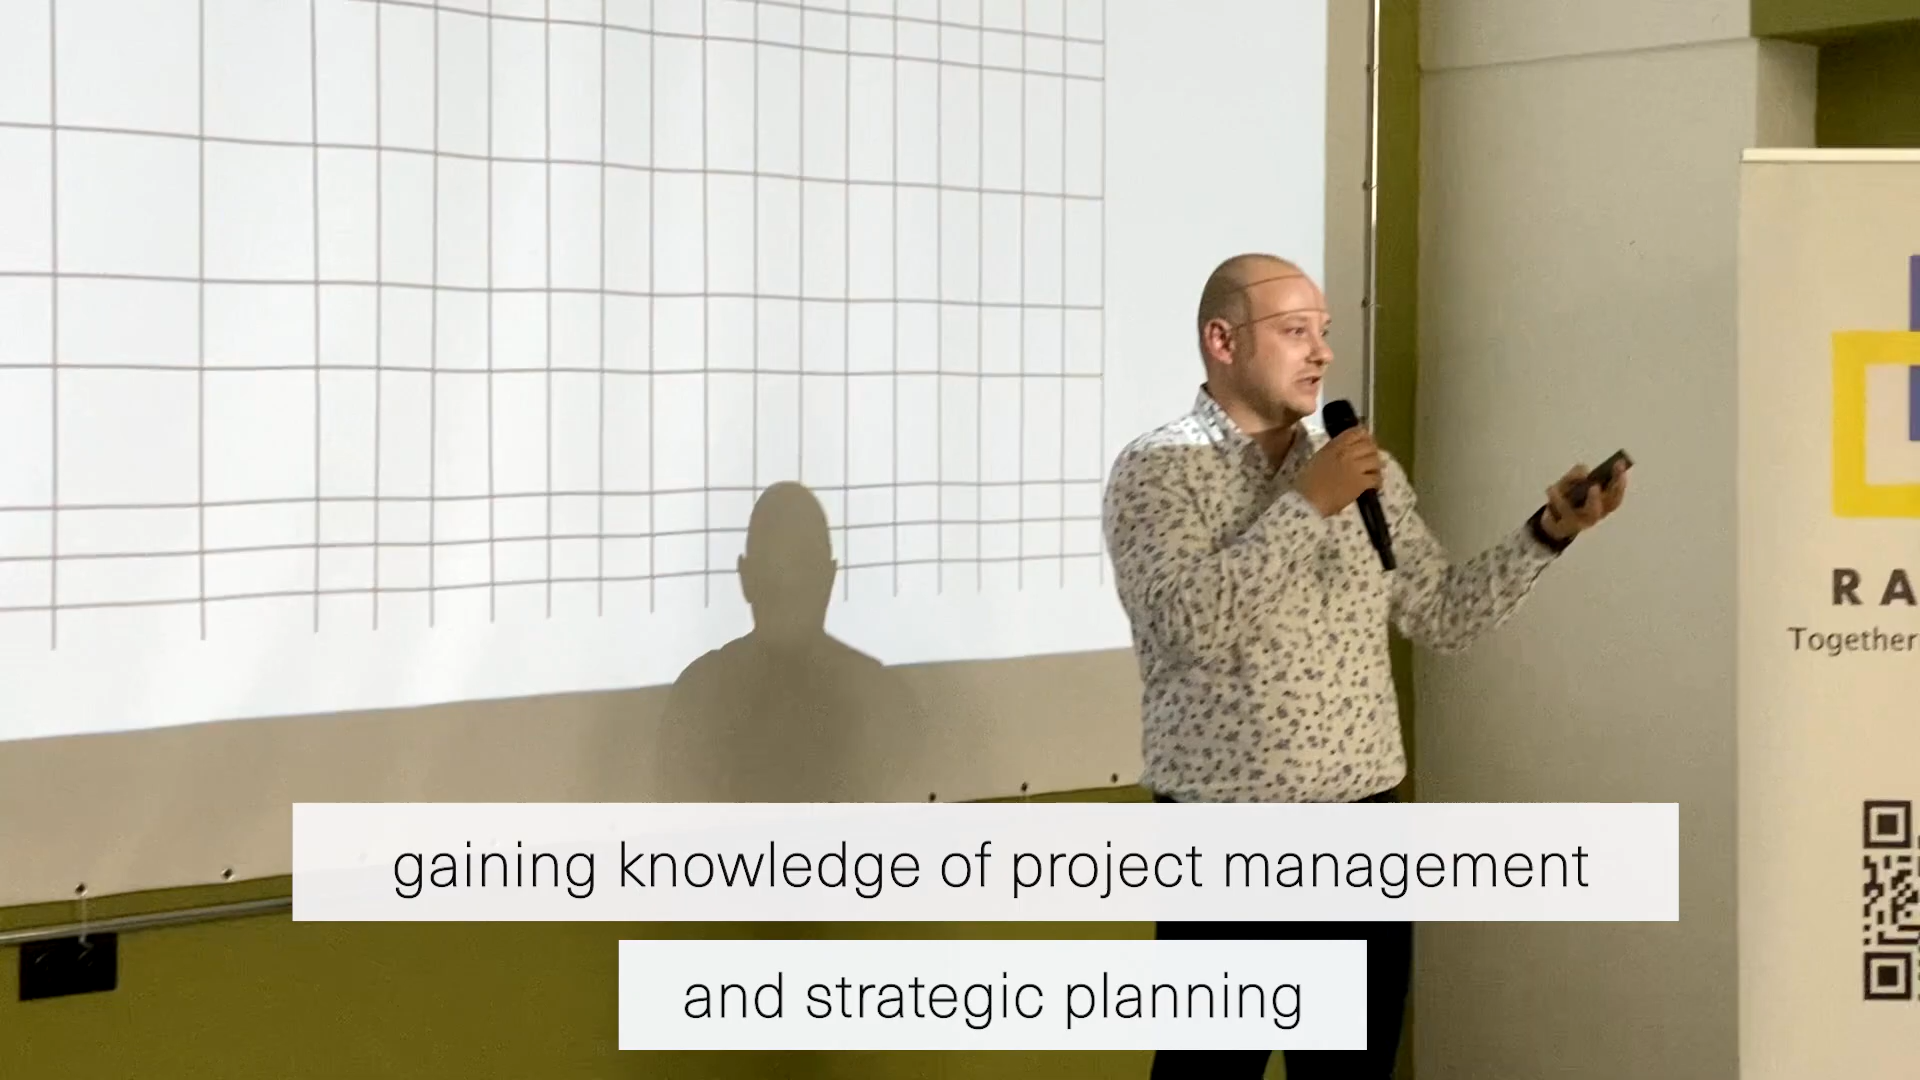 R A
Together
gaining knowledge of project management
and strategic planning